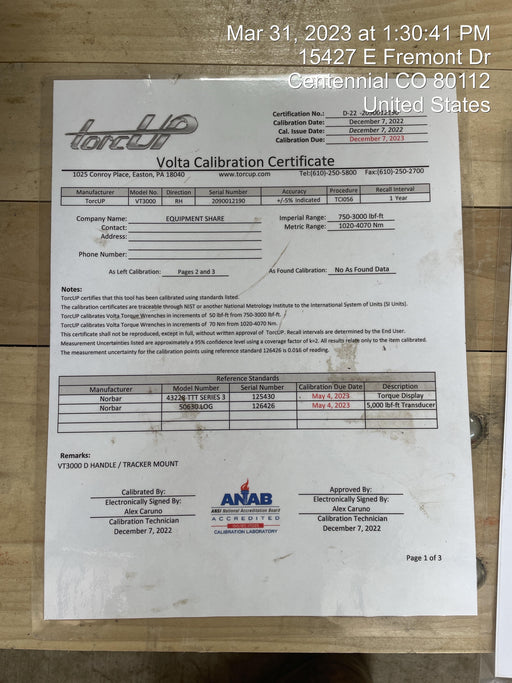 Mar 31, 2023 at 1:30:41 PM
15427 E Fremont Dr
Centennial CO 80112
United States
torcUP
Certification No.: D-22 -2090012190
Calibration Date: December 7, 2022
Cal. Issue Date: December 7, 2022
Calibration Due: December 7, 2023
Volta Calibration Certificate
1025 Conroy Place, Easton, PA 18040 www.torcup.com Tel:(610)-250-5800 Fax:(610)-250-2700
Manufacturer Model No. Direction Serial Number Accuracy Procedure Recall Interval
TorcUP VT3000 RH 2090012190 +/-5% Indicated TCI056 1 Year
Company Name: EQUIPMENT SHARE Imperial Range: 750-3000 lbf-ft
Contact: Metric Range: 1020-4070 Nm
Address:
Phone Number:
As Left Calibration: Pages 2 and 3 As Found Calibration: No As Found Data
Notes:
TorcUP certifies that this tool has been calibrated using standards listed.
The calibration certificates are traceable through NIST or another National Metrology Institute to the International System of Units (SI Units).
TorcUP calibrates Volta Torque Wrenches in increments of 50 lbf-ft from 750-3000 lbf-ft.
TorcUP calibrates Volta Torque Wrenches in increments of 70 Nm from 1020-4070 Nm.
This certificate shall not be reproduced, except in full, without written approval of TorcUP. Recall intervals are determined by the End User.
Measurement Uncertainties listed are approximately a 95% confidence level using a coverage factor of k=2. All results relate only to the item calibrated.
The measurement uncertainty for the calibration points using reference standard 126426 is 0.066 of reading.
Reference Standards
Manufacturer Model Number Serial Number Calibration Due Date Description
Norbar 43228-TTT SERIES 3 125430 May 4, 2023 Torque Display
Norbar 50630.LOG 126426 May 4, 2023 5,000 lbf-ft Transducer
Remarks:
VT3000 D HANDLE / TRACKER MOUNT
Calibrated By: Approved By:
Electronically Signed By: Electronically Signed By:
Alex Caruno Alex Caruno
Calibration Technician Calibration Technician
December 7, 2022 December 7, 2022
ANAB
ANSI National Accreditation Board
ACCREDITED
CALIBRATION LABORATORY
Page 1 of 3